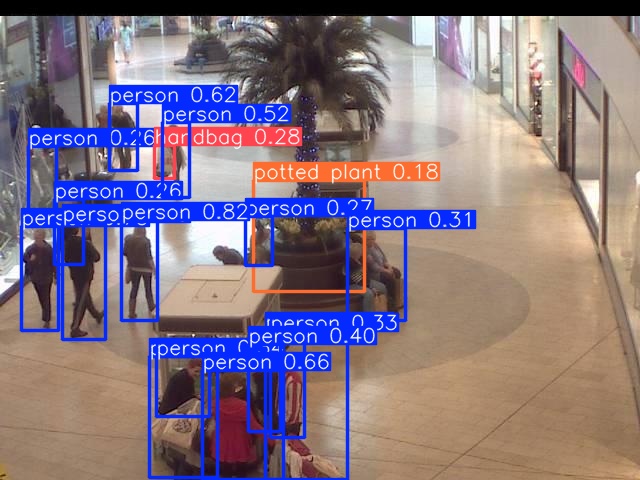 person 0.62
person 0.52
person 0.26
handbag 0.28
potted plant 0.18
person 0.26
person 0.82
person 0.27
person 0.31
0.33
person 0.40
person 0.66